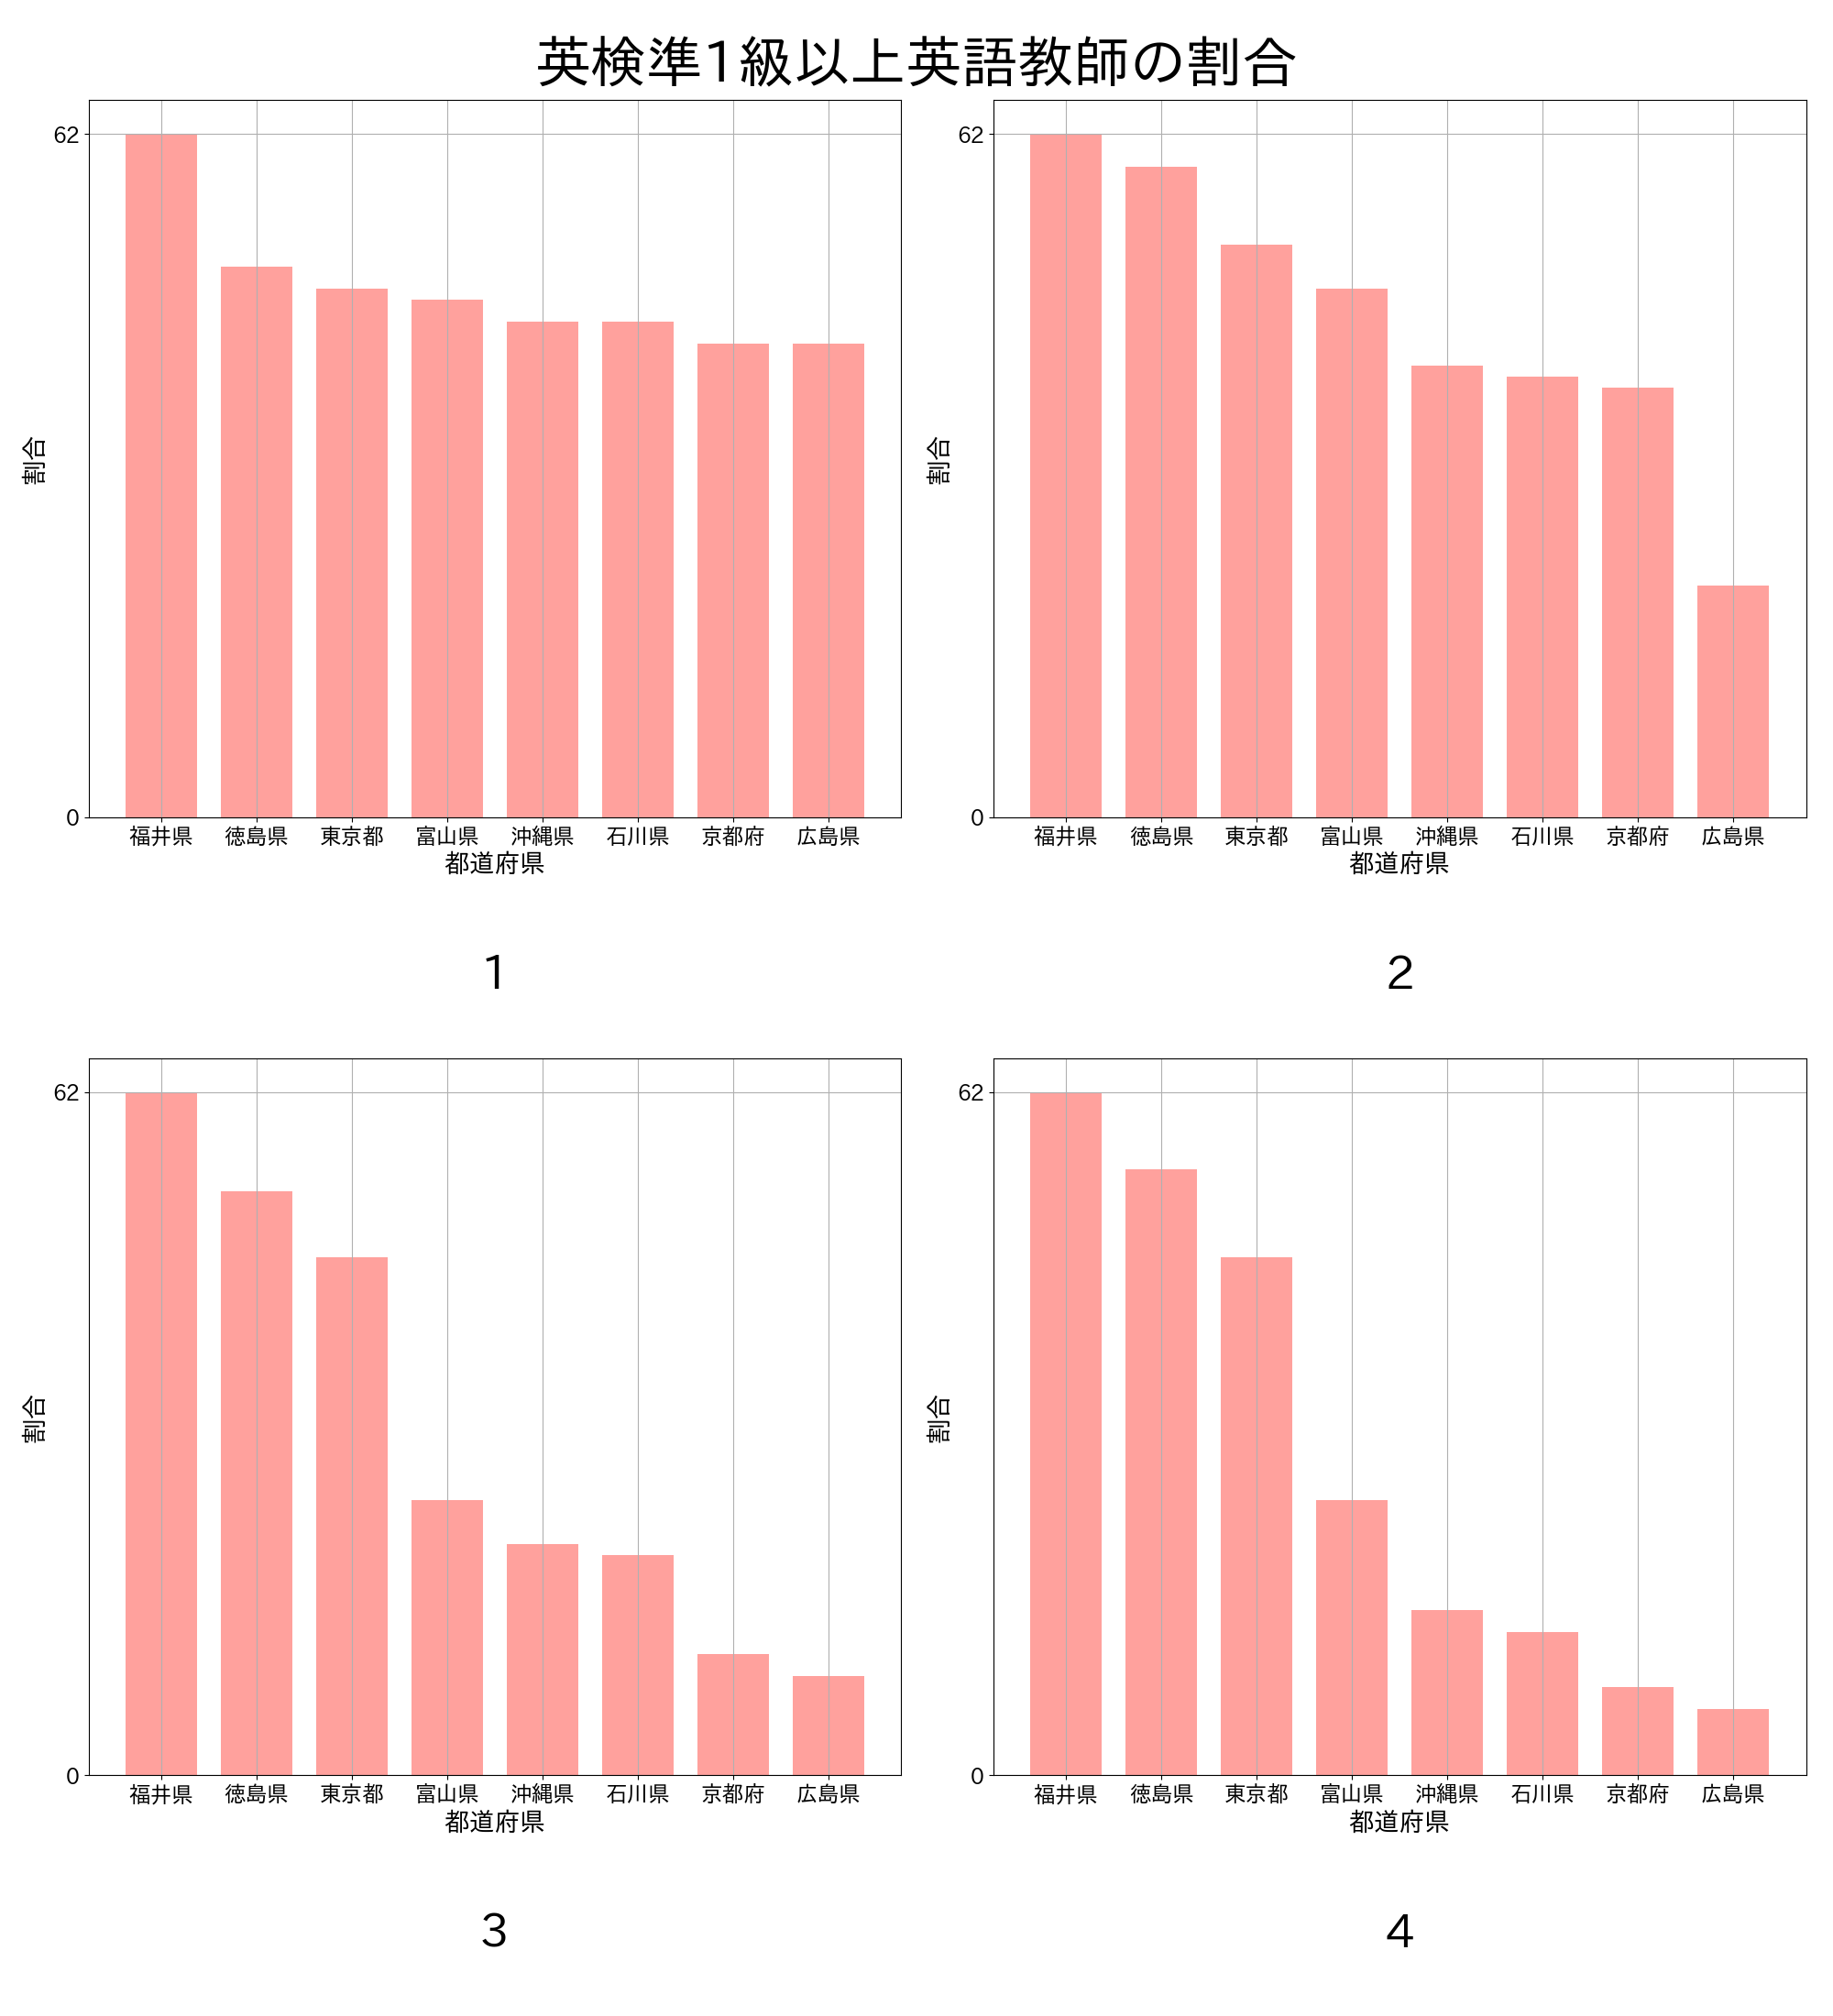 英検準1級以上英語教師の割合
62
0
割合
福井県 徳島県 東京都 富山県 沖縄県 石川県 京都府 広島県
都道府県
1
62
0
割合
福井県 徳島県 東京都 富山県 沖縄県 石川県 京都府 広島県
都道府県
2
62
0
割合
福井県 徳島県 東京都 富山県 沖縄県 石川県 京都府 広島県
都道府県
3
62
0
割合
福井県 徳島県 東京都 富山県 沖縄県 石川県 京都府 広島県
都道府県
4